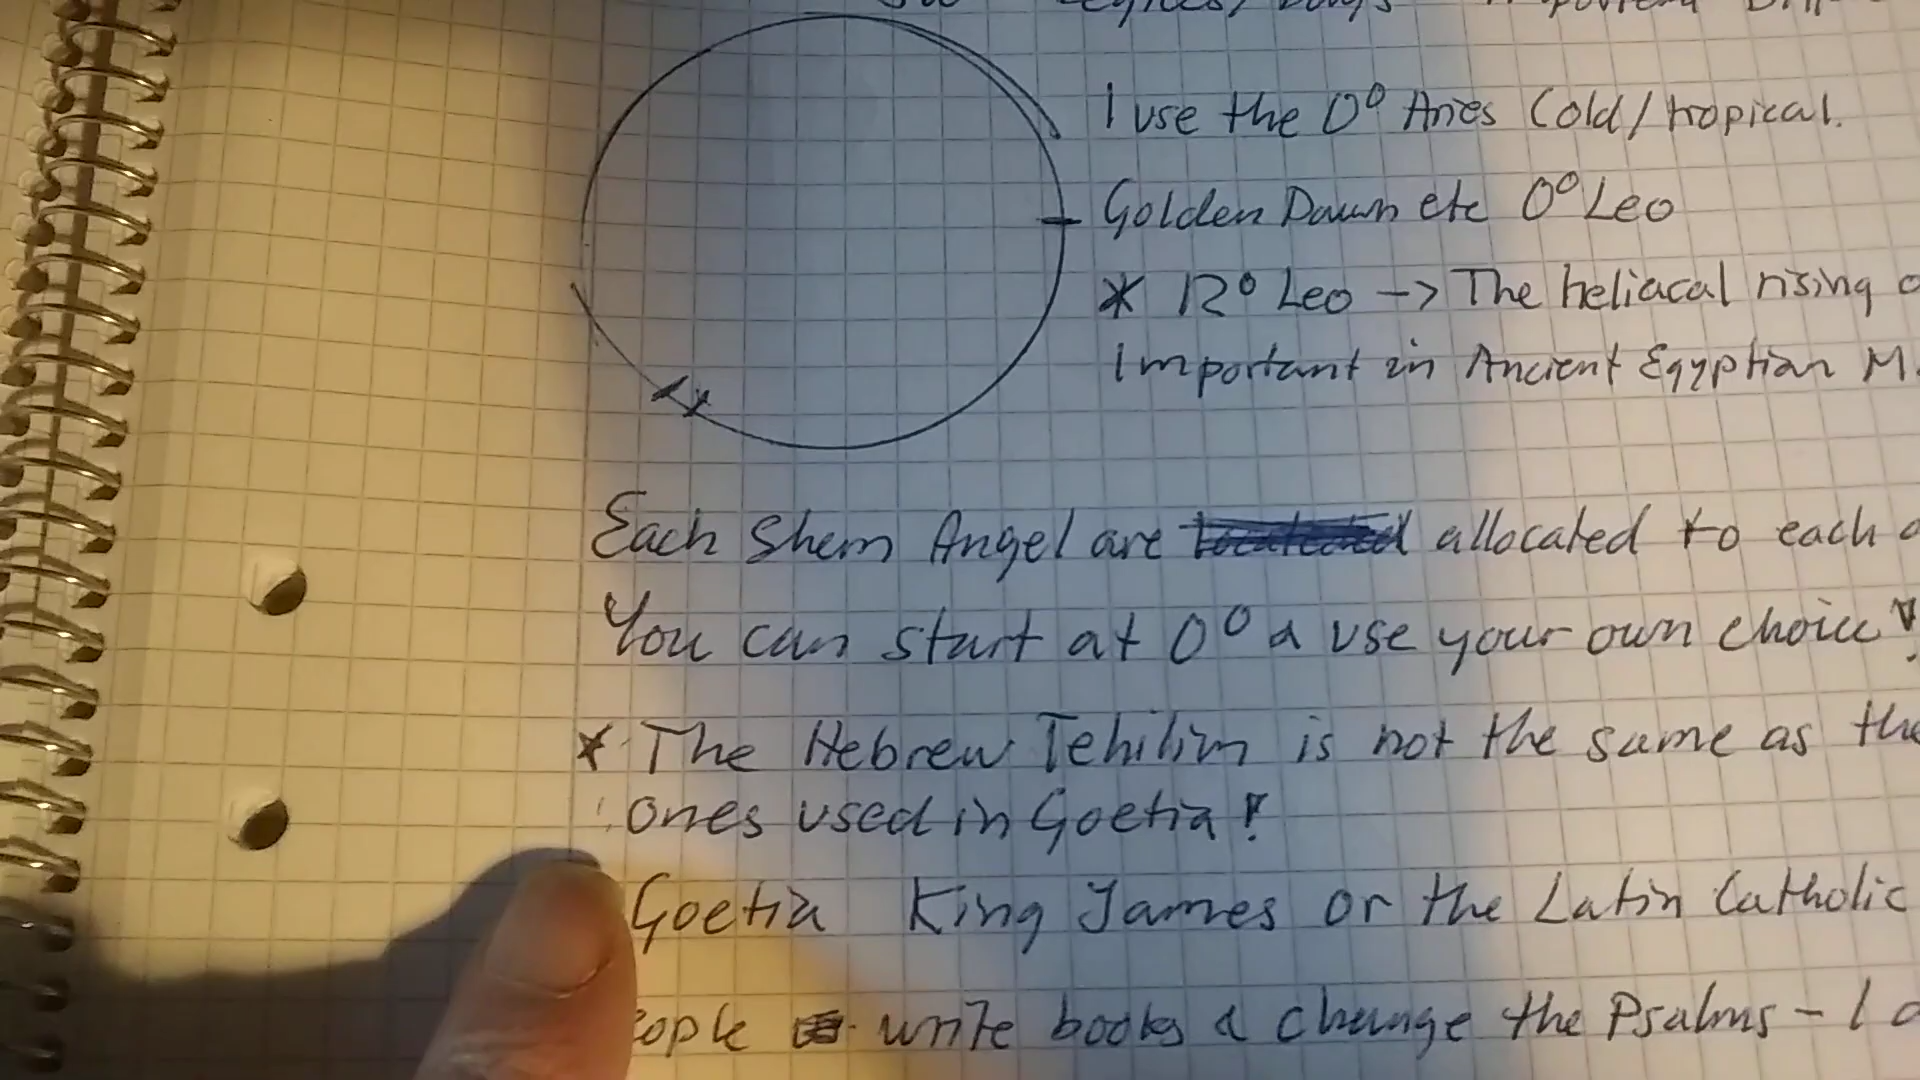 I use the 0° Aries (old/tropical.
Golden Dawn etc 0° Leo
* 12° Leo -> The heliacal rising
Important in Ancient Egyptian M.
Each Shem Angel are allocated to each
You can start at 0° & use your own choice!
* The Hebrew Tehilim is not the same as the
ones used in Goetia!
Goetia King James or the Latin Catholic
write books & change the Psalms - I